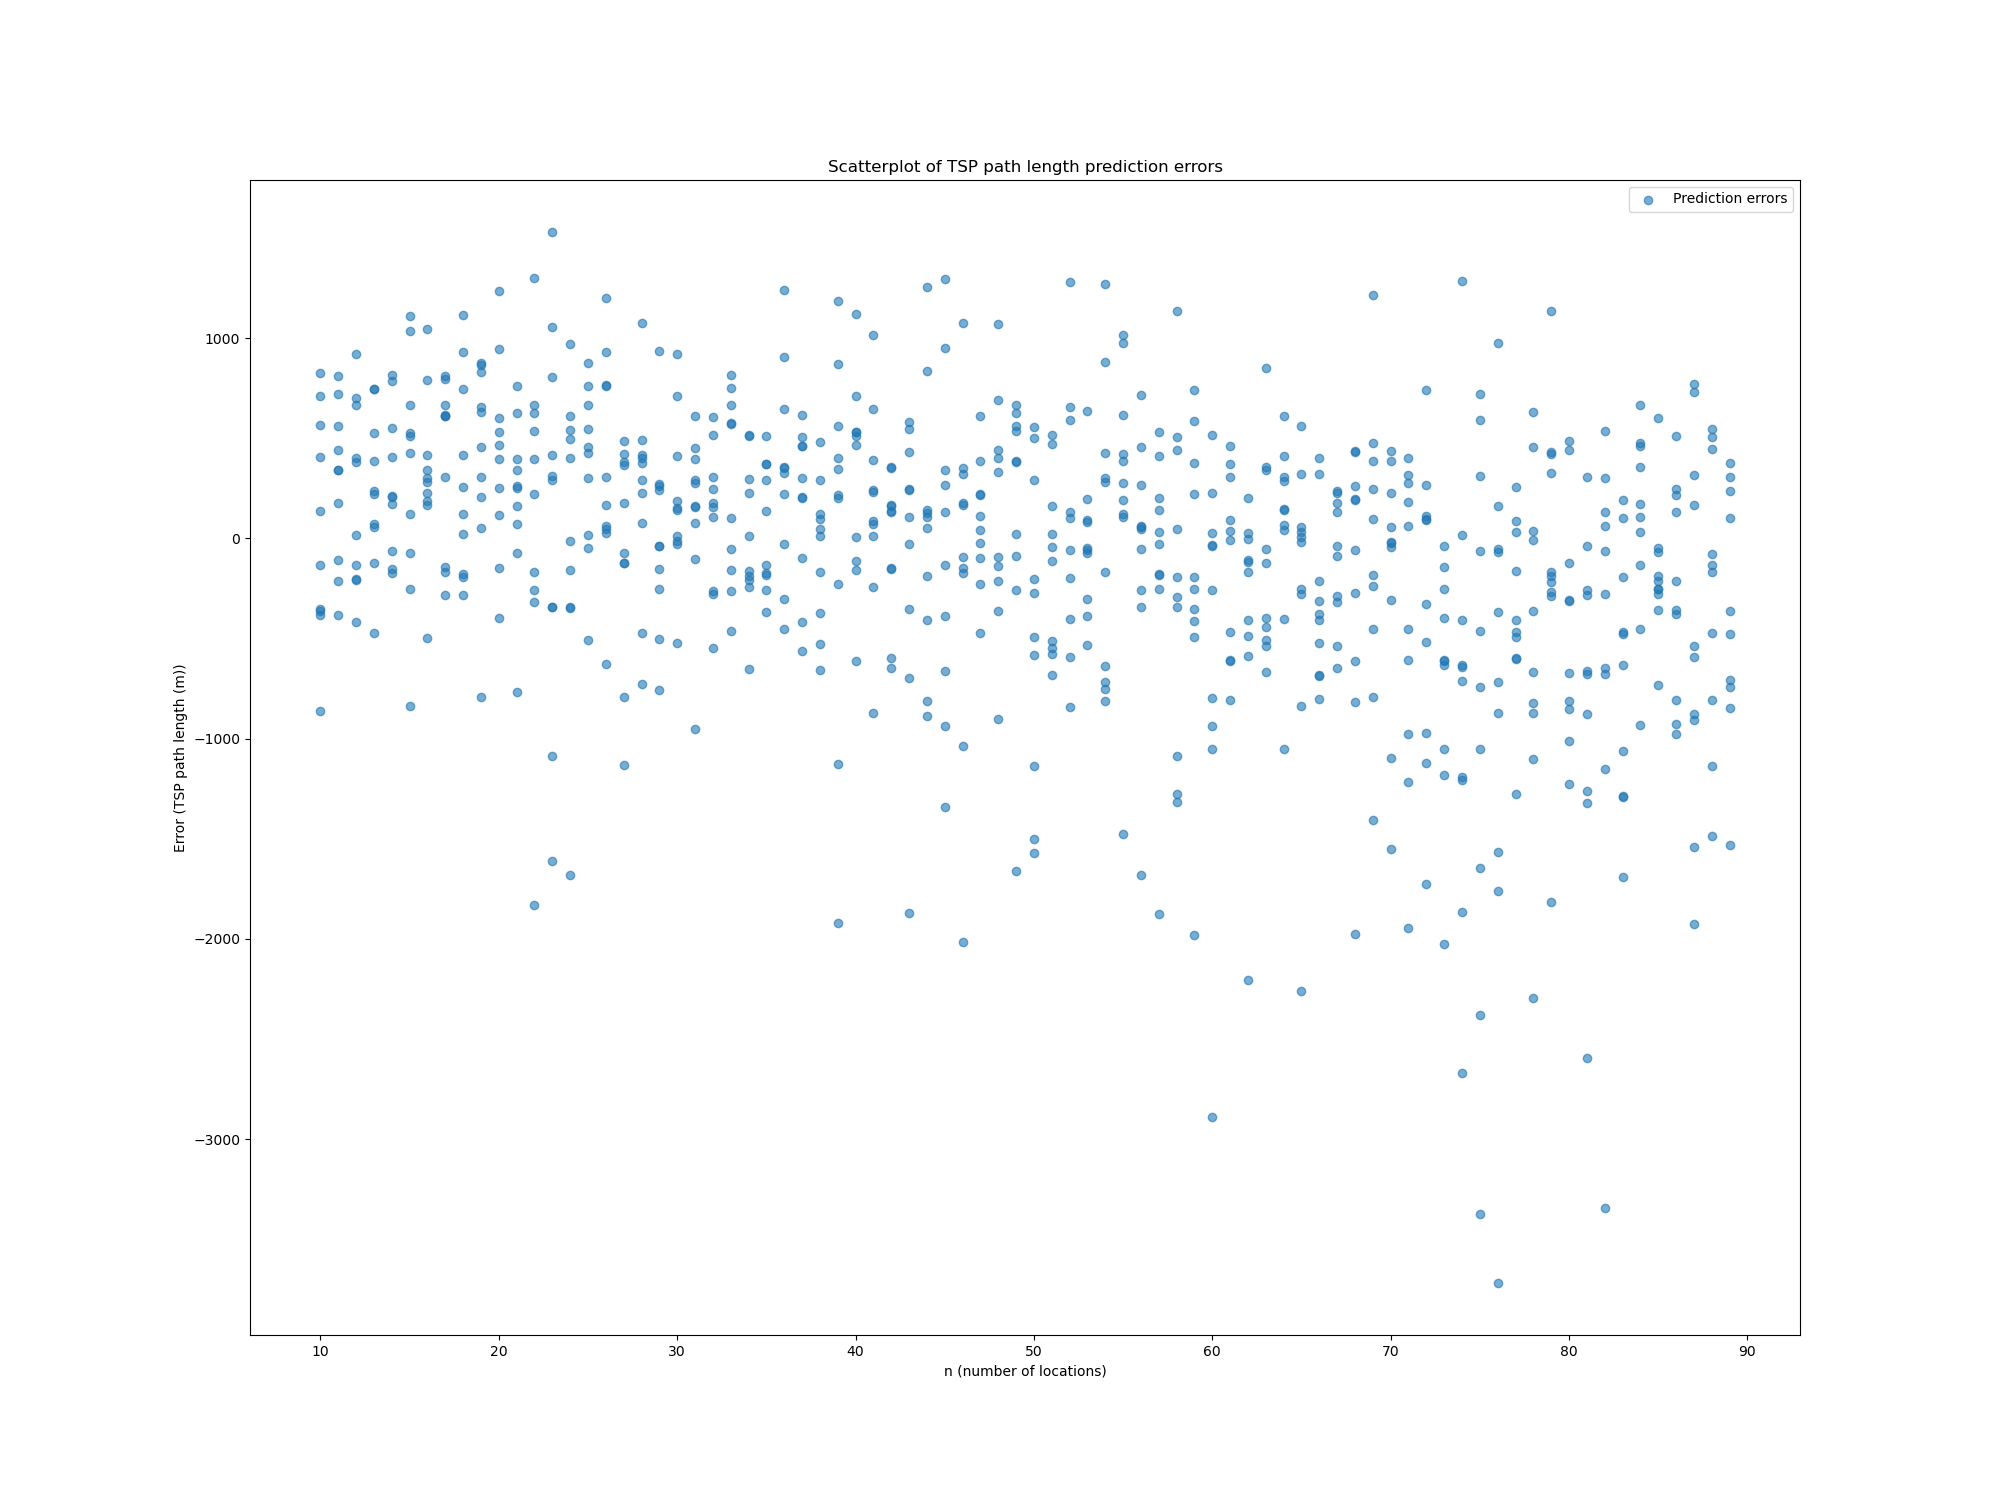 Scatterplot of TSP path length prediction errors
Prediction errors
1000
0
−1000
−2000
−3000
Error (TSP path length (m))
10 20 30 40 50 60 70 80 90
n (number of locations)